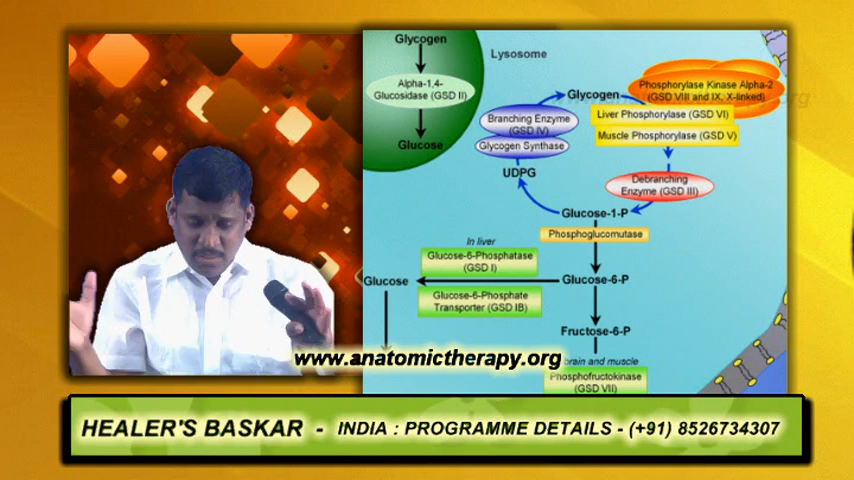 Glycogen
Lysosome
Alpha-1,4-
Glucosidase (GSD II)
Glucose
Glycogen
Phosphorylase Kinase Alpha-2
(GSD VIII and IX, X-linked)
Liver Phosphorylase (GSD VI)
Muscle Phosphorylase (GSD V)
Branching Enzyme
(GSD IV)
Glycogen Synthase
UDPG
Debranching
Enzyme (GSD III)
Glucose-1-P
Phosphoglucomutase
In liver
Glucose-6-Phosphatase
(GSD I)
Glucose
Glucose-6-P
Glucose-6-Phosphate
Transporter (GSD IB)
Fructose-6-P
www.anatomictherapy.org
brain and muscle
Phosphofructokinase
(GSD VII)
HEALER'S BASKAR - INDIA : PROGRAMME DETAILS - (+91) 8526734307